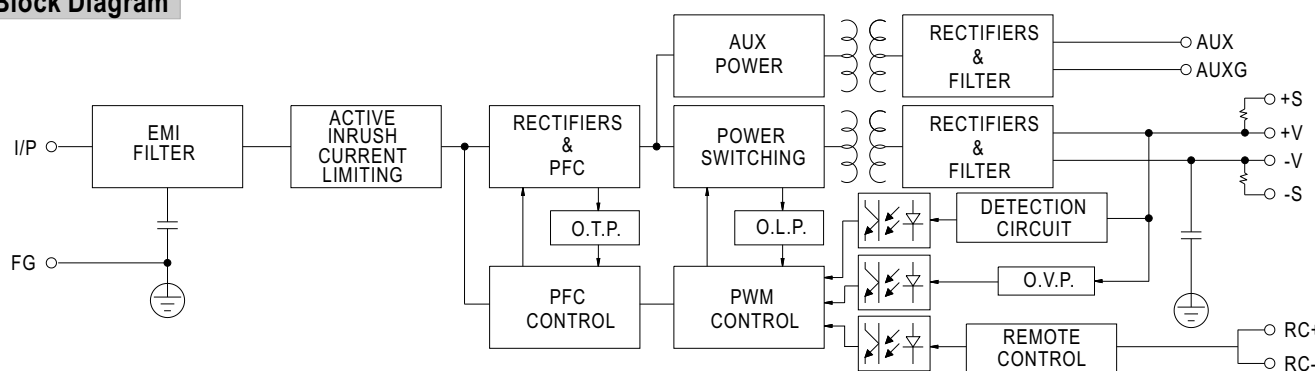 Block Diagram
AUX
POWER
RECTIFIERS
&
FILTER
AUX
AUXG
I/P
EMI
FILTER
ACTIVE
INRUSH
CURRENT
LIMITING
RECTIFIERS
&
PFC
POWER
SWITCHING
RECTIFIERS
&
FILTER
+S
+V
-V
-S
O.T.P.
O.L.P.
DETECTION
CIRCUIT
FG
PFC
CONTROL
PWM
CONTROL
O.V.P.
REMOTE
CONTROL
RC+
RC-